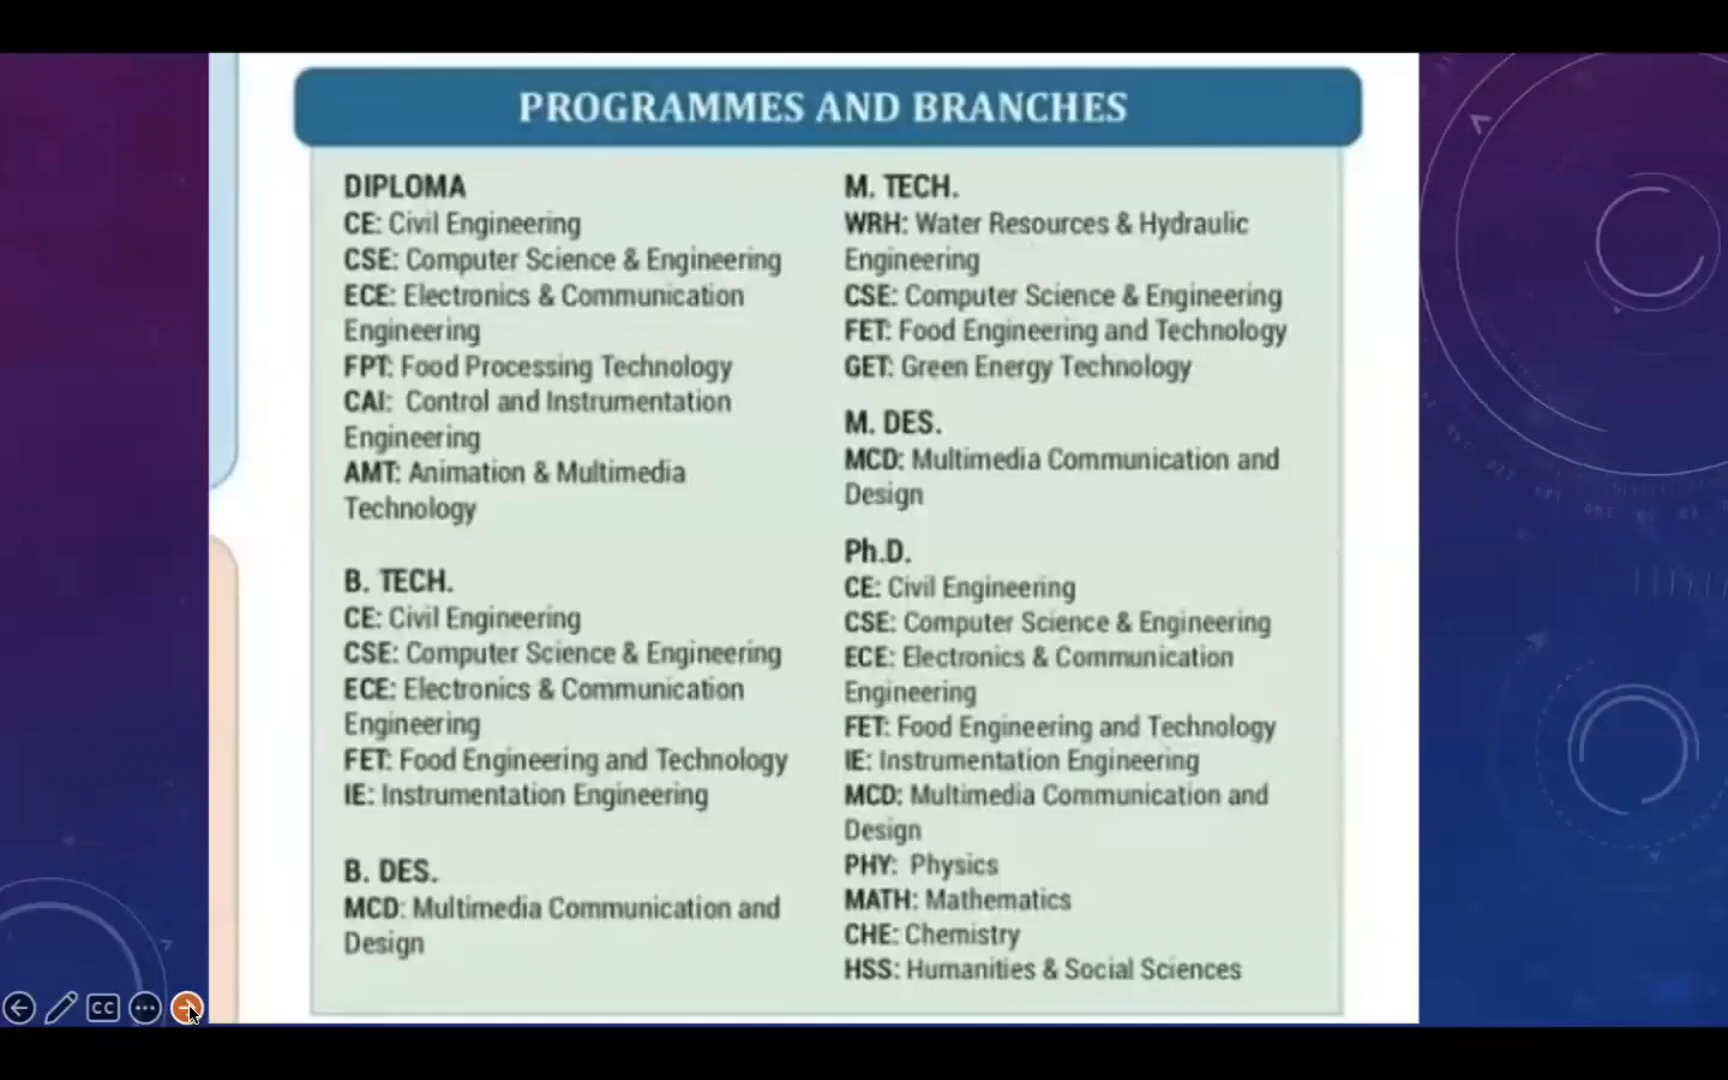 PROGRAMMES AND BRANCHES
DIPLOMA
CE: Civil Engineering
CSE: Computer Science & Engineering
ECE: Electronics & Communication
Engineering
FPT: Food Processing Technology
CAI: Control and Instrumentation
Engineering
AMT: Animation & Multimedia
Technology
B. TECH.
CE: Civil Engineering
CSE: Computer Science & Engineering
ECE: Electronics & Communication
Engineering
FET: Food Engineering and Technology
IE: Instrumentation Engineering
B. DES.
MCD: Multimedia Communication and
Design
M. TECH.
WRH: Water Resources & Hydraulic
Engineering
CSE: Computer Science & Engineering
FET: Food Engineering and Technology
GET: Green Energy Technology
M. DES.
MCD: Multimedia Communication and
Design
Ph.D.
CE: Civil Engineering
CSE: Computer Science & Engineering
ECE: Electronics & Communication
Engineering
FET: Food Engineering and Technology
IE: Instrumentation Engineering
MCD: Multimedia Communication and
Design
PHY: Physics
MATH: Mathematics
CHE: Chemistry
HSS: Humanities & Social Sciences
CC